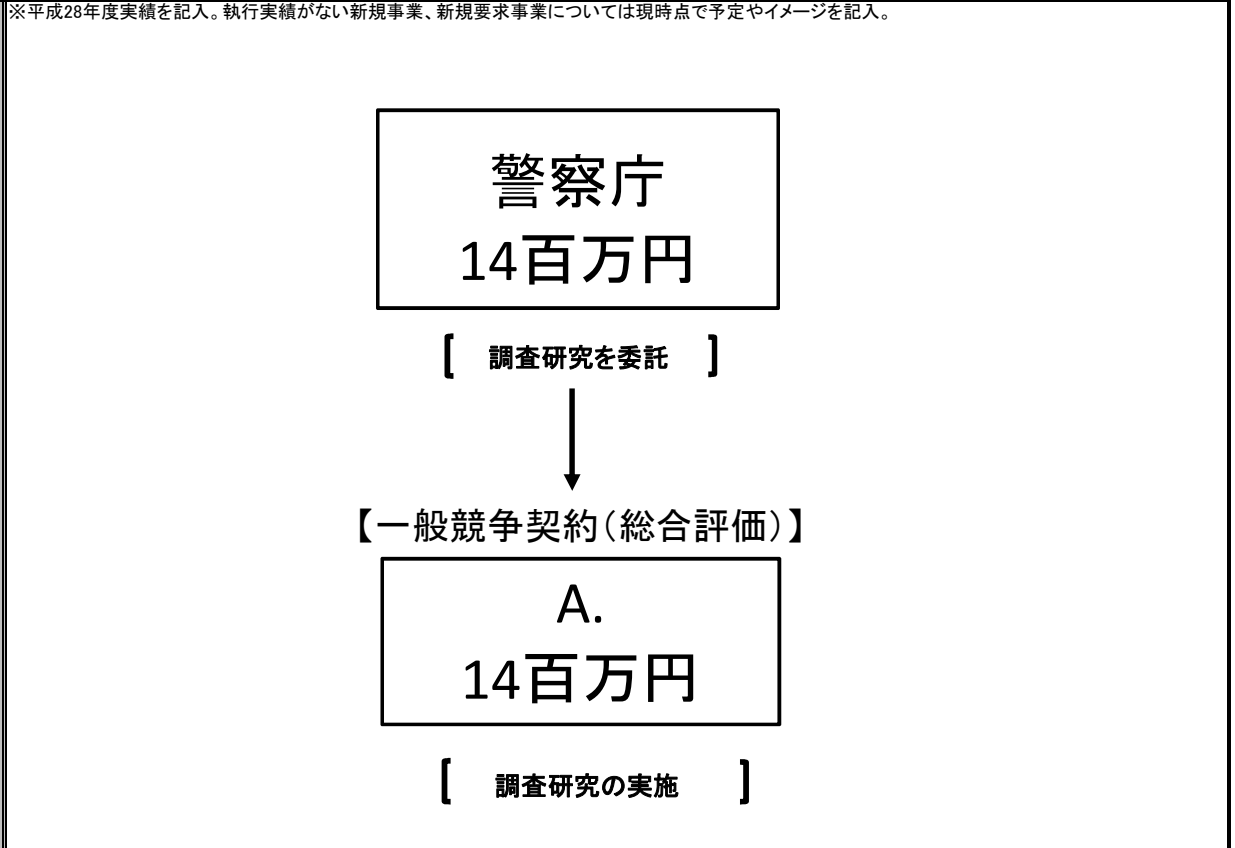 ※平成28年度実績を記入。執行実績がない新規事業、新規要求事業については現時点で予定やイメージを記入。
警察庁
14百万円
[ 調査研究を委託 ]
【一般競争契約(総合評価)】
A.
14百万円
[ 調査研究の実施 ]